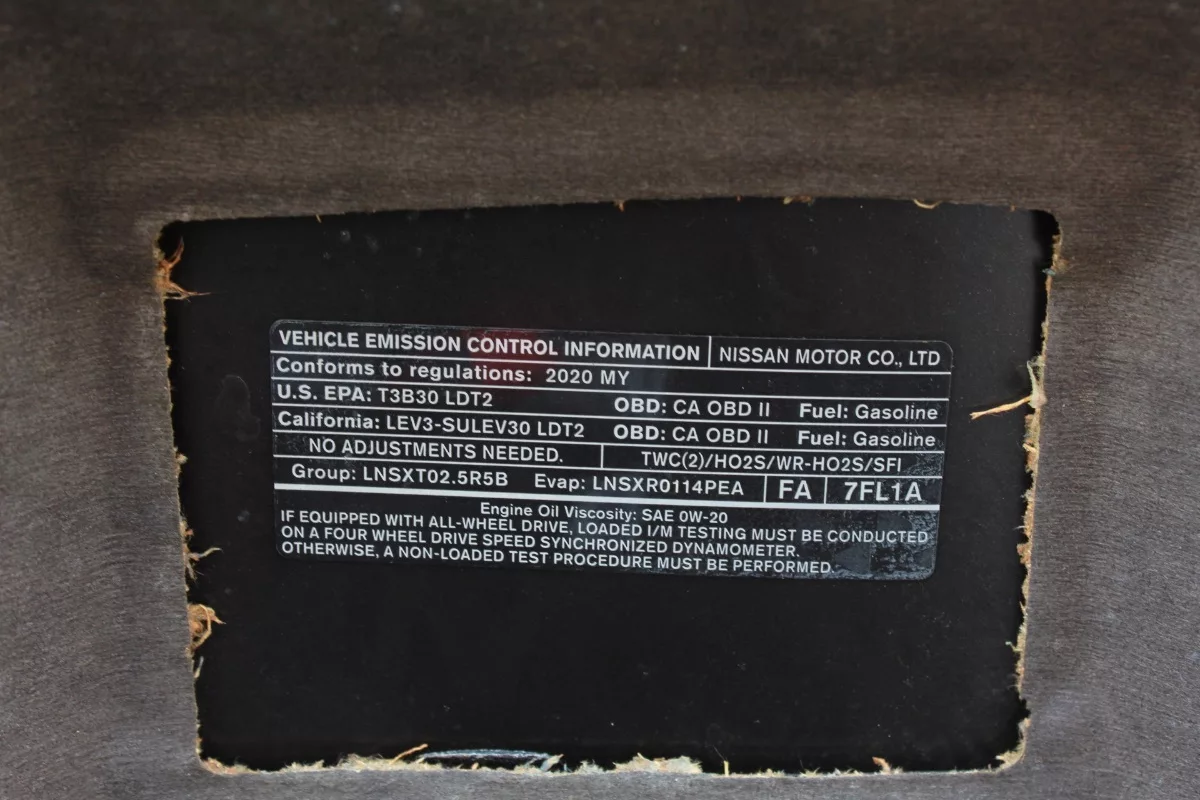 VEHICLE EMISSION CONTROL INFORMATION NISSAN MOTOR CO., LTD
Conforms to regulations: 2020 MY
U.S. EPA: T3B30 LDT2 OBD: CA OBD II Fuel: Gasoline
California: LEV3-SULEV30 LDT2 OBD: CA OBD II Fuel: Gasoline
NO ADJUSTMENTS NEEDED. TWC(2)/HO2S/WR-HO2S/SFI
Group: LNSXT02.5R5B Evap: LNSXR0114PEA FA 7FL1A
Engine Oil Viscosity: SAE 0W-20
IF EQUIPPED WITH ALL-WHEEL DRIVE, LOADED I/M TESTING MUST BE CONDUCTED
ON A FOUR WHEEL DRIVE SPEED SYNCHRONIZED DYNAMOMETER.
OTHERWISE, A NON-LOADED TEST PROCEDURE MUST BE PERFORMED.